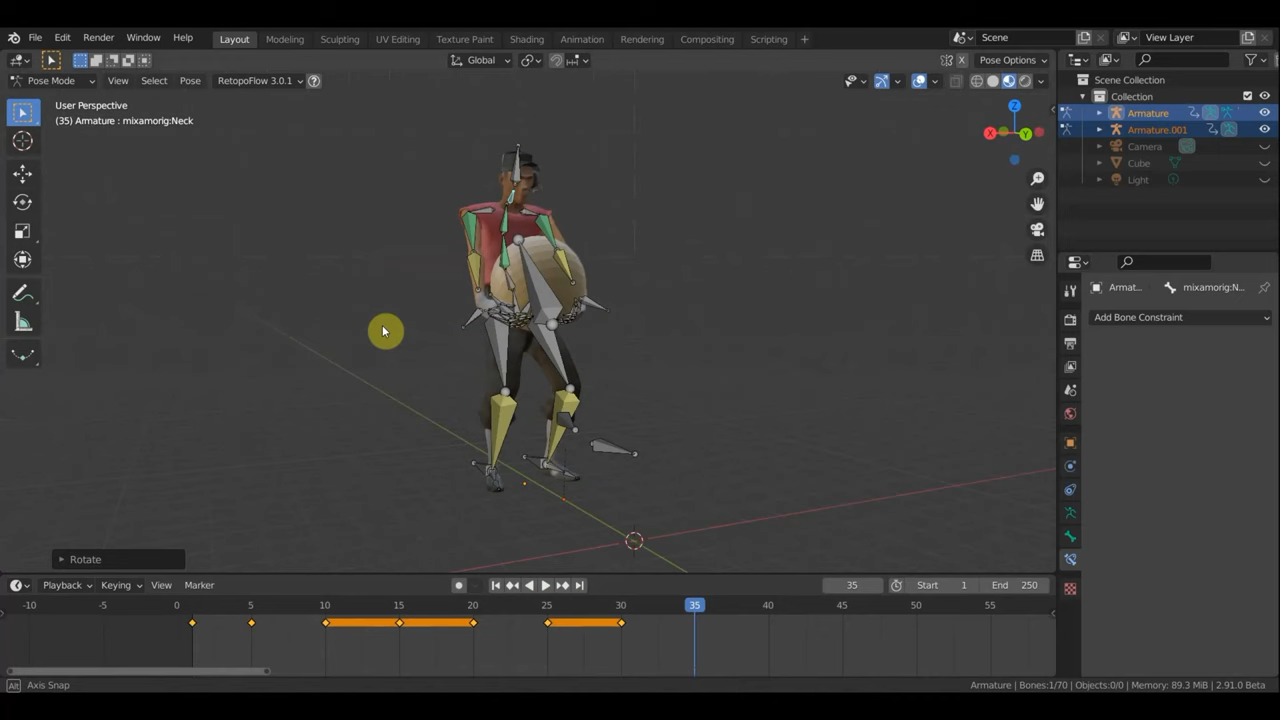 File Edit Render Window Help Layout Modeling Sculpting UV Editing Texture Paint Shading Animation Rendering Compositing Scripting + Scene View Layer
Global Pose Options
Pose Mode View Select Pose RetopoFlow 3.0.1
Scene Collection
Collection
Armature
Armature.001
Camera
Cube
Light
User Perspective
(35) Armature : mixamorig:Neck
Z
X
Y
Armat... mixamorig:N...
Add Bone Constraint
Rotate
Playback Keying View Marker 35 Start 1 End 250
-10 -5 0 5 10 15 20 25 30 35 40 45 50 55
Alt Axis Snap Armature | Bones:1/70 | Objects:0/0 | Memory: 89.3 MiB | 2.91.0 Beta